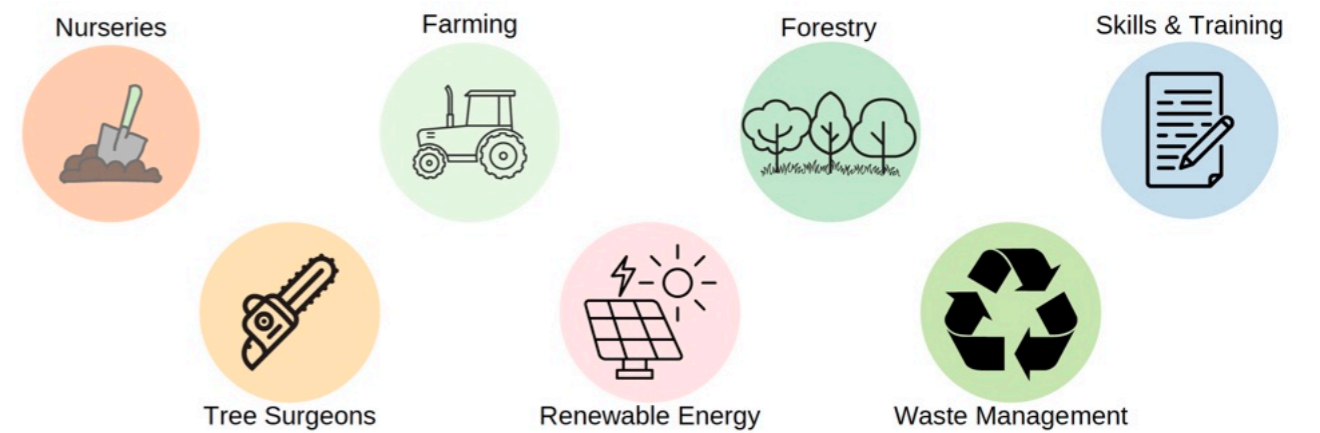 Nurseries
Farming
Forestry
Skills & Training
Tree Surgeons
Renewable Energy
Waste Management